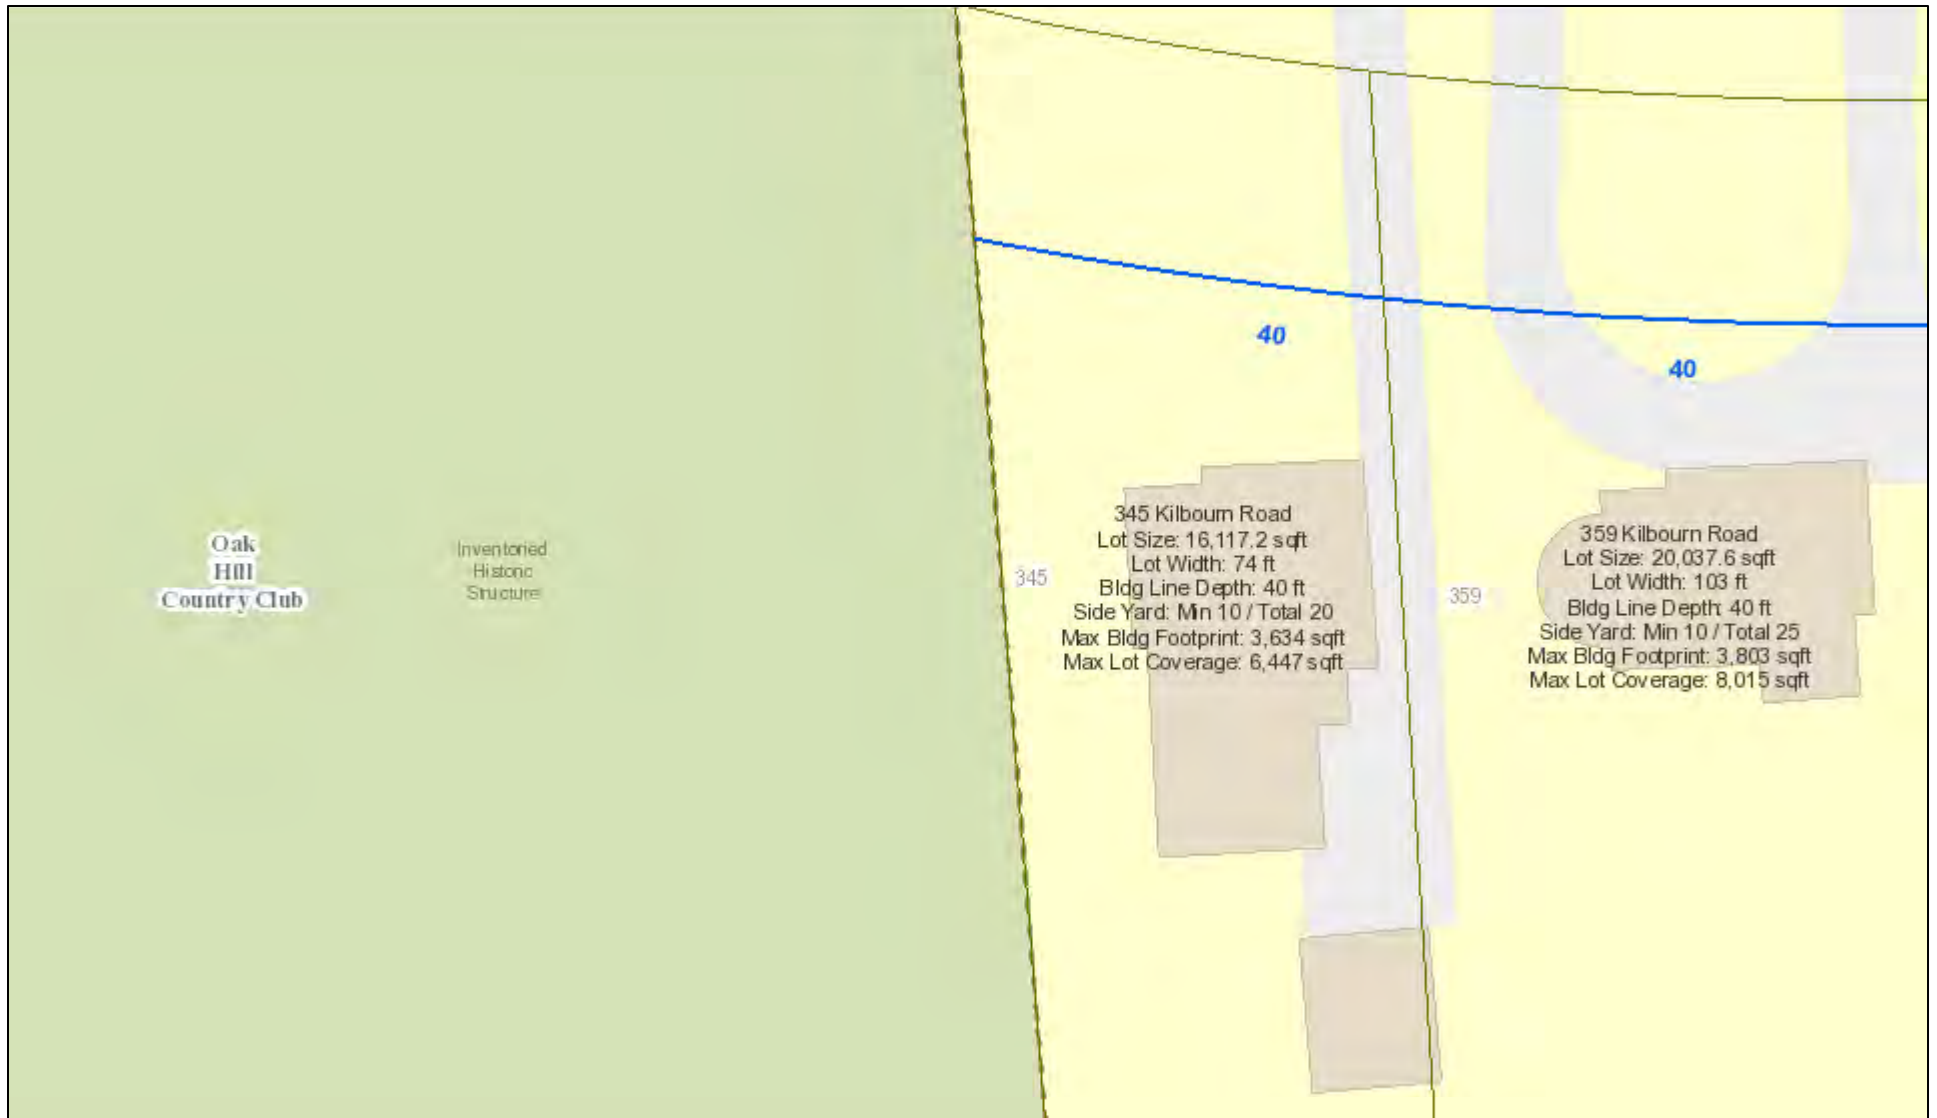 40
40
345 Kilbourn Road
Lot Size: 16,117.2 sqft
Lot Width: 74 ft
Bldg Line Depth: 40 ft
Side Yard: Min 10 / Total 20
Max Bldg Footprint: 3,634 sqft
Max Lot Coverage: 6,447 sqft
359 Kilbourn Road
Lot Size: 20,037.6 sqft
Lot Width: 103 ft
Bldg Line Depth: 40 ft
Side Yard: Min 10 / Total 25
Max Bldg Footprint: 3,803 sqft
Max Lot Coverage: 8,015 sqft
Oak
Hill
Country Club
Inventoried
Historic
Structure
345
359